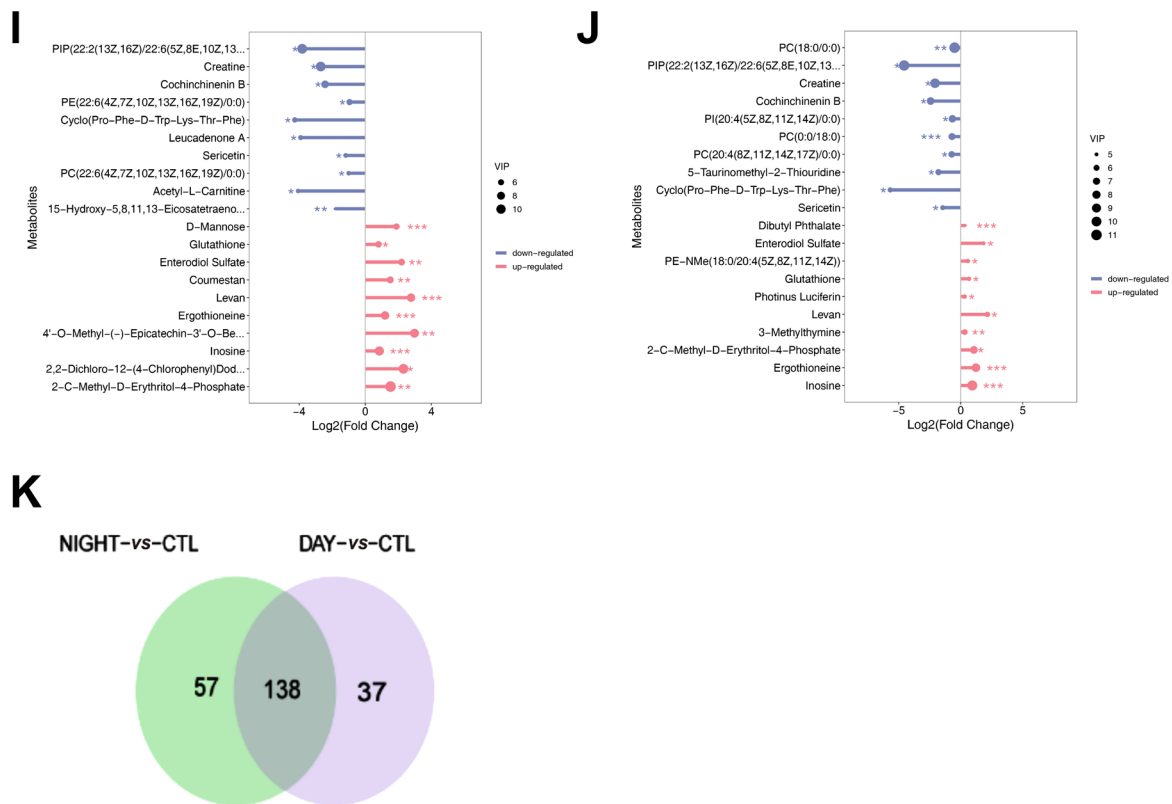 I
PIP(22:2(13Z,16Z)/22:6(5Z,8E,10Z,13...
*
Creatine
*
Cochinchinenin B
*
PE(22:6(4Z,7Z,10Z,13Z,16Z,19Z)/0:0)
*
Cyclo(Pro-Phe-D-Trp-Lys-Thr-Phe)
*
Leucadenone A
*
Sericetin
*
PC(22:6(4Z,7Z,10Z,13Z,16Z,19Z)/0:0)
*
Acetyl-L-Carnitine
*
15-Hydroxy-5,8,11,13-Eicosatetraeno...
**
D-Mannose
***
Glutathione
*
Enterodiol Sulfate
**
Coumestan
**
Levan
***
Ergothioneine
***
4'-O-Methyl-(-)-Epicatechin-3'-O-Be...
**
Inosine
***
2,2-Dichloro-12-(4-Chlorophenyl)Dod...
*
2-C-Methyl-D-Erythritol-4-Phosphate
**
Metabolites
-4 0 4
Log2(Fold Change)
VIP
6
8
10
down-regulated
up-regulated
J
PC(18:0/0:0)
**
PIP(22:2(13Z,16Z)/22:6(5Z,8E,10Z,13...
*
Creatine
*
Cochinchinenin B
*
PI(20:4(5Z,8Z,11Z,14Z)/0:0)
*
PC(0:0/18:0)
***
PC(20:4(8Z,11Z,14Z,17Z)/0:0)
*
5-Taurinomethyl-2-Thiouridine
*
Cyclo(Pro-Phe-D-Trp-Lys-Thr-Phe)
*
Sericetin
*
Dibutyl Phthalate
***
Enterodiol Sulfate
*
PE-NMe(18:0/20:4(5Z,8Z,11Z,14Z))
*
Glutathione
*
Photinus Luciferin
*
Levan
*
3-Methylthymine
**
2-C-Methyl-D-Erythritol-4-Phosphate
*
Ergothioneine
***
Inosine
***
Metabolites
-5 0 5
Log2(Fold Change)
VIP
5
6
7
8
9
10
11
down-regulated
up-regulated
K
NIGHT-vs-CTL DAY-vs-CTL
57 138 37